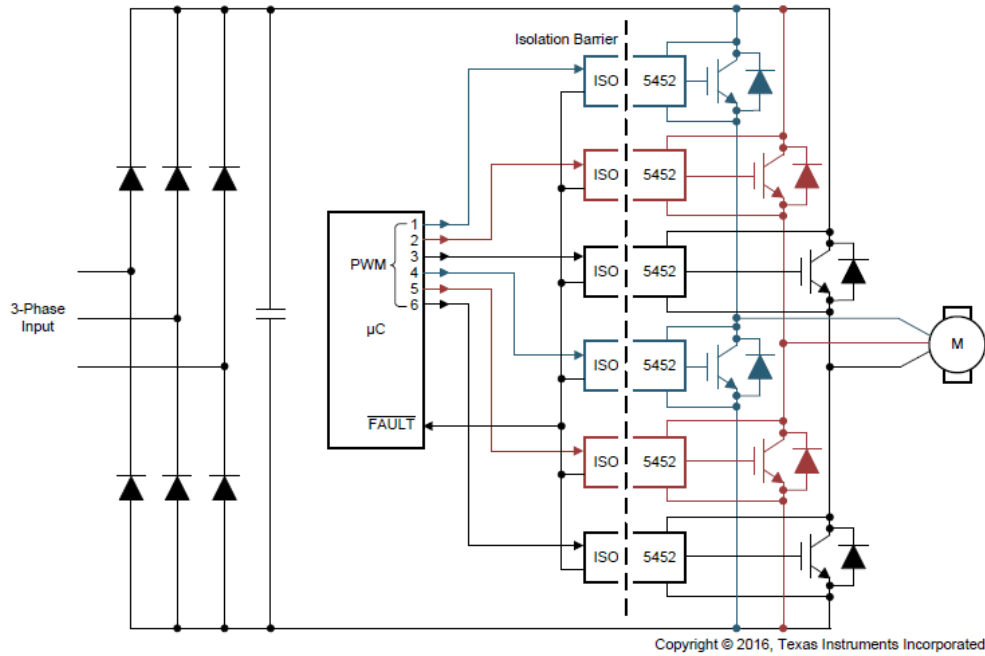 Isolation Barrier
ISO 5452
ISO 5452
1
2
3
PWM
4
5
6
ISO 5452
3-Phase
Input
µC
M
ISO 5452
FAULT
ISO 5452
ISO 5452
Copyright © 2016, Texas Instruments Incorporated